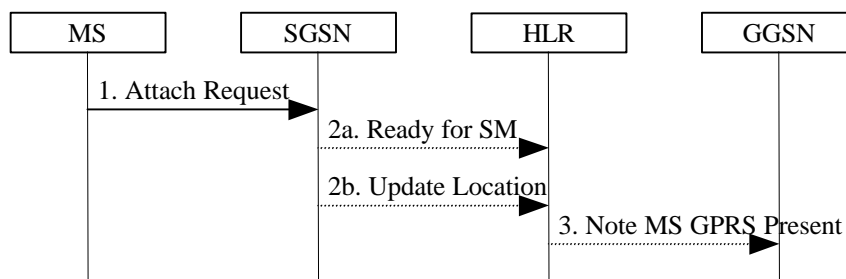 MS
SGSN
HLR
GGSN
1. Attach Request
2a. Ready for SM
2b. Update Location
3. Note MS GPRS Present